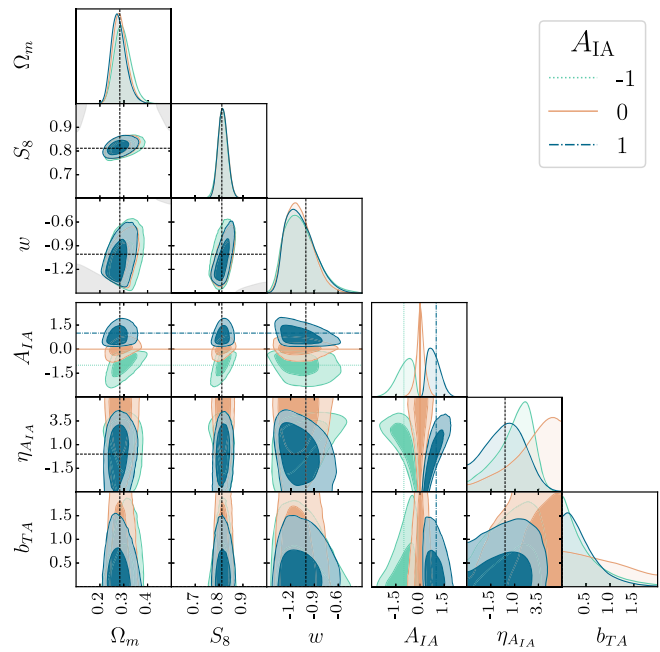 Ω_m
S_8
0.9
0.8
0.7
w
-0.6
-0.9
-1.2
A_IA
1.5
0.0
-1.5
η_{A_IA}
3.5
1.0
-1.5
b_TA
1.5
1.0
0.5
0.2 0.3 0.4 0.7 0.8 0.9 -1.2 -0.9 -0.6 -1.5 0.0 1.5 -1.5 1.0 3.5 0.5 1.0 1.5
Ω_m S_8 w A_IA η_{A_IA} b_TA
A_IA
-1
0
1